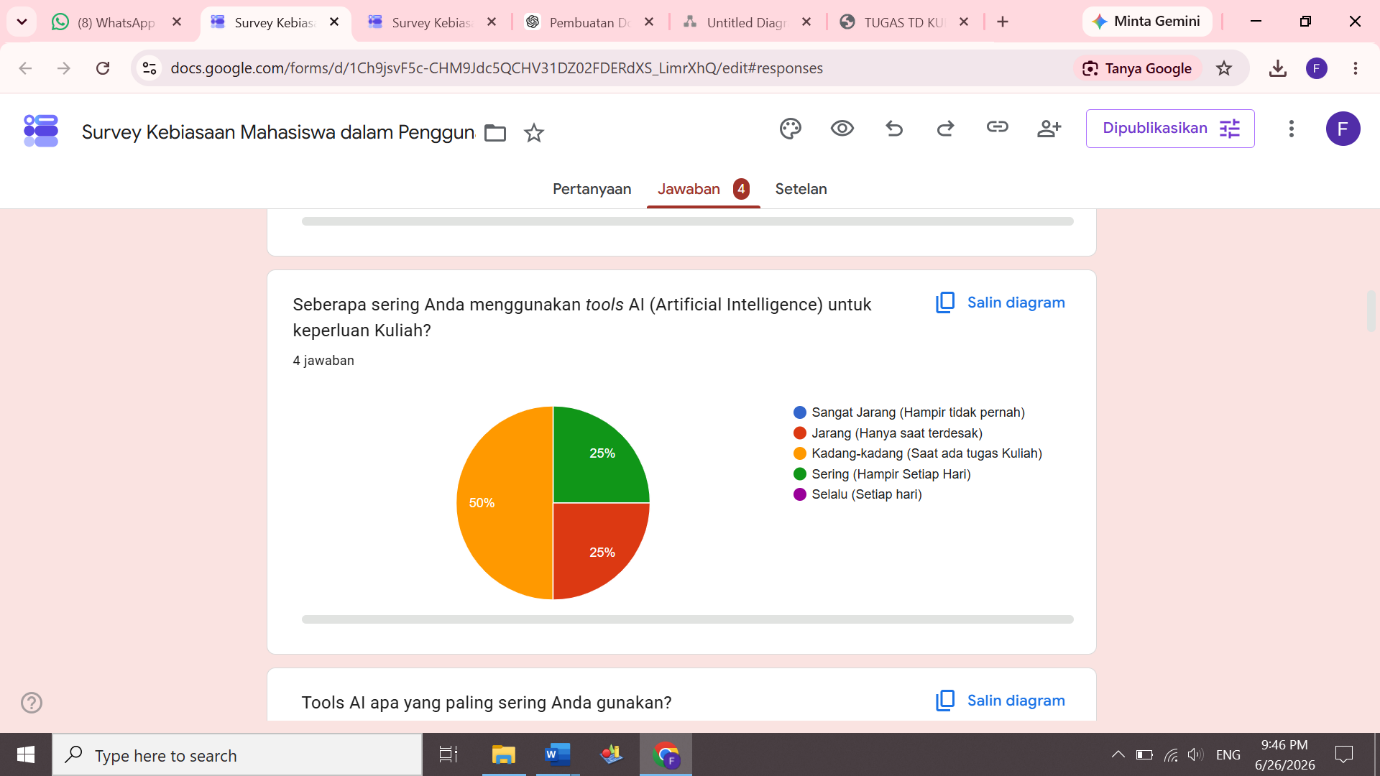 (8) WhatsApp
Survey Kebias
Survey Kebias
Pembuatan D
Untitled Diagr
TUGAS TD KU
Minta Gemini
docs.google.com/forms/d/1Ch9jsvF5c-CHM9Jdc5QCHV31DZ02FDERdXS_LimrXhQ/edit#responses
Tanya Google
F
Survey Kebiasaan Mahasiswa dalam Penggun
Dipublikasikan
F
Pertanyaan
Jawaban 4
Setelan
Seberapa sering Anda menggunakan tools AI (Artificial Intelligence) untuk
keperluan Kuliah?
Salin diagram
4 jawaban
25%
50%
25%
Sangat Jarang (Hampir tidak pernah)
Jarang (Hanya saat terdesak)
Kadang-kadang (Saat ada tugas Kuliah)
Sering (Hampir Setiap Hari)
Selalu (Setiap hari)
Tools AI apa yang paling sering Anda gunakan?
Salin diagram
Type here to search
W
F
ENG
9:46 PM
6/26/2026